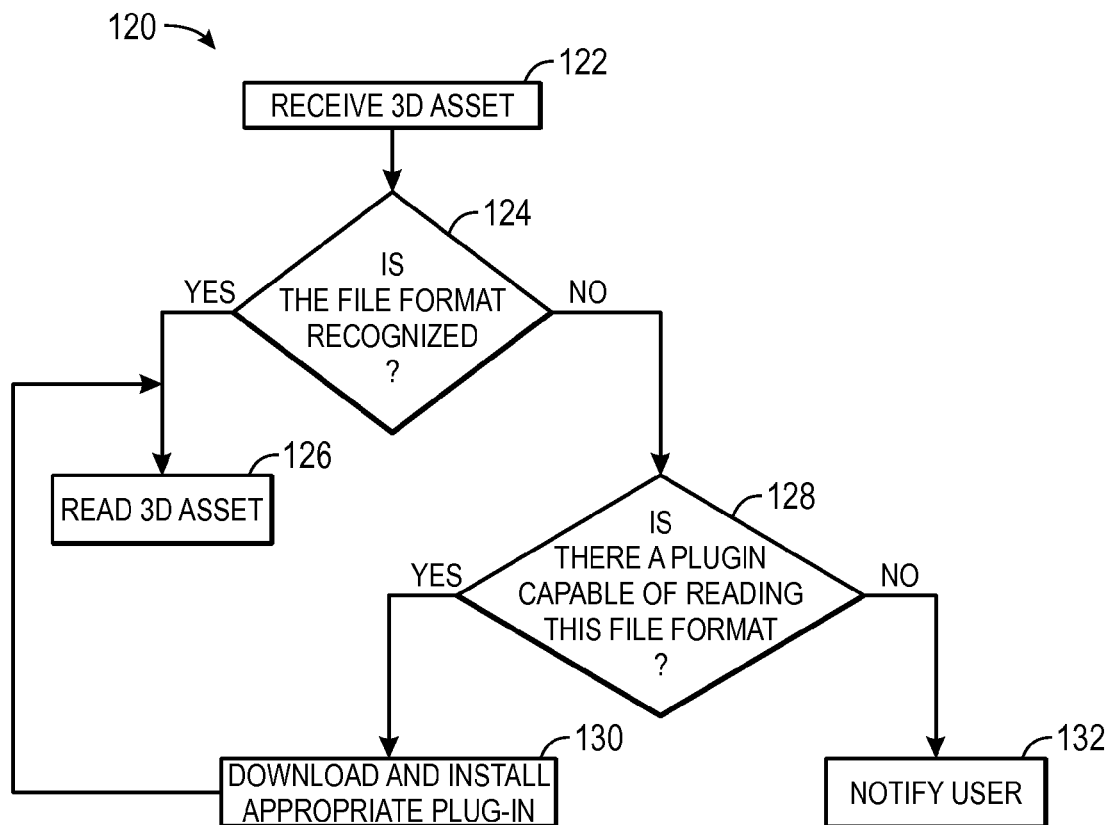 120
122
RECEIVE 3D ASSET
124
IS
THE FILE FORMAT
RECOGNIZED
?
YES
NO
126
READ 3D ASSET
128
IS
THERE A PLUGIN
CAPABLE OF READING
THIS FILE FORMAT
?
YES
NO
130
DOWNLOAD AND INSTALL
APPROPRIATE PLUG-IN
132
NOTIFY USER